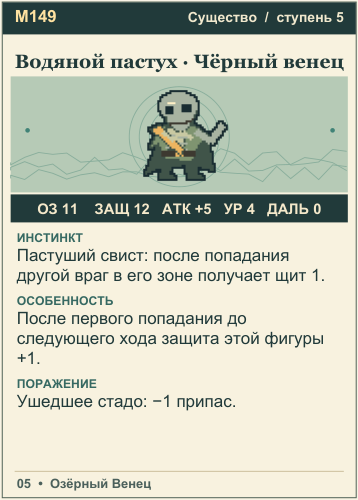 М149
Существо / ступень 5
Водяной пастух · Чёрный венец
ОЗ 11 ЗАЩ 12 АТК +5 УР 4 ДАЛЬ 0
ИНСТИНКТ
Пастуший свист: после попадания
другой враг в его зоне получает щит 1.
ОСОБЕННОСТЬ
После первого попадания до
следующего хода защита этой фигуры
+1.
ПОРАЖЕНИЕ
Ушедшее стадо: −1 припас.
05 • Озёрный Венец